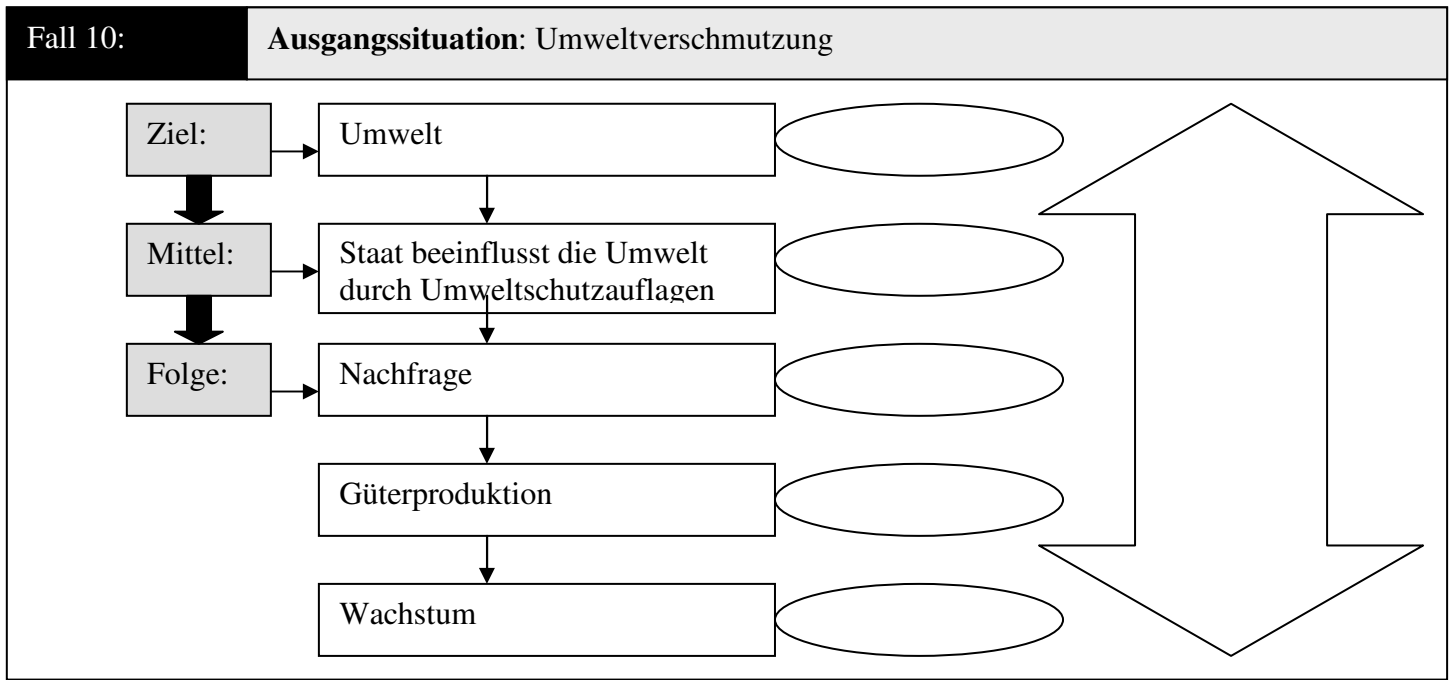 Fall 10:
Ausgangssituation: Umweltverschmutzung
Ziel:
Umwelt
Mittel:
Staat beeinflusst die Umwelt
durch Umweltschutzauflagen
Folge:
Nachfrage
Güterproduktion
Wachstum